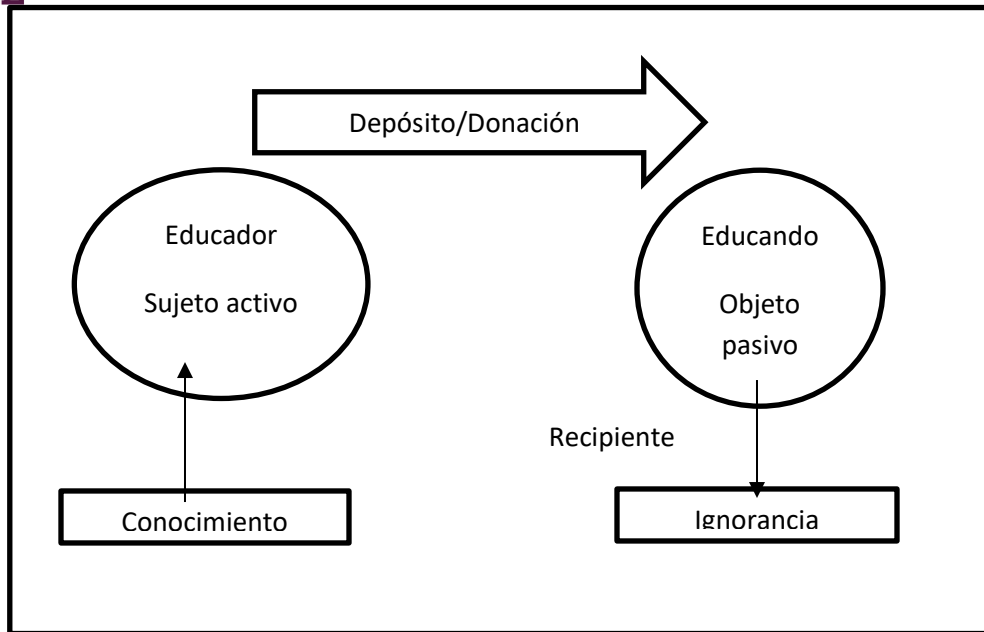 Depósito/Donación
Educador
Sujeto activo
Educando
Objeto
pasivo
Recipiente
Conocimiento
Ignorancia